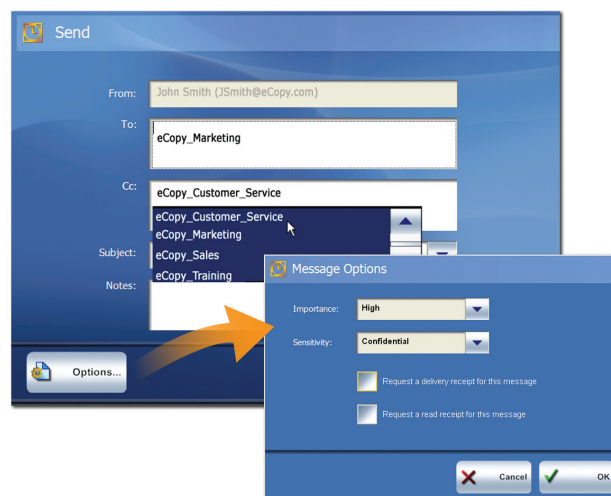 Send
From:
John Smith (JSmith@eCopy.com)
To:
eCopy_Marketing
Cc:
eCopy_Customer_Service
eCopy_Customer_Service
eCopy_Marketing
eCopy_Sales
eCopy_Training
Subject:
Notes:
Options...
Message Options
Importance:
High
Sensitivity:
Confidential
Request a delivery receipt for this message
Request a read receipt for this message
Cancel
OK